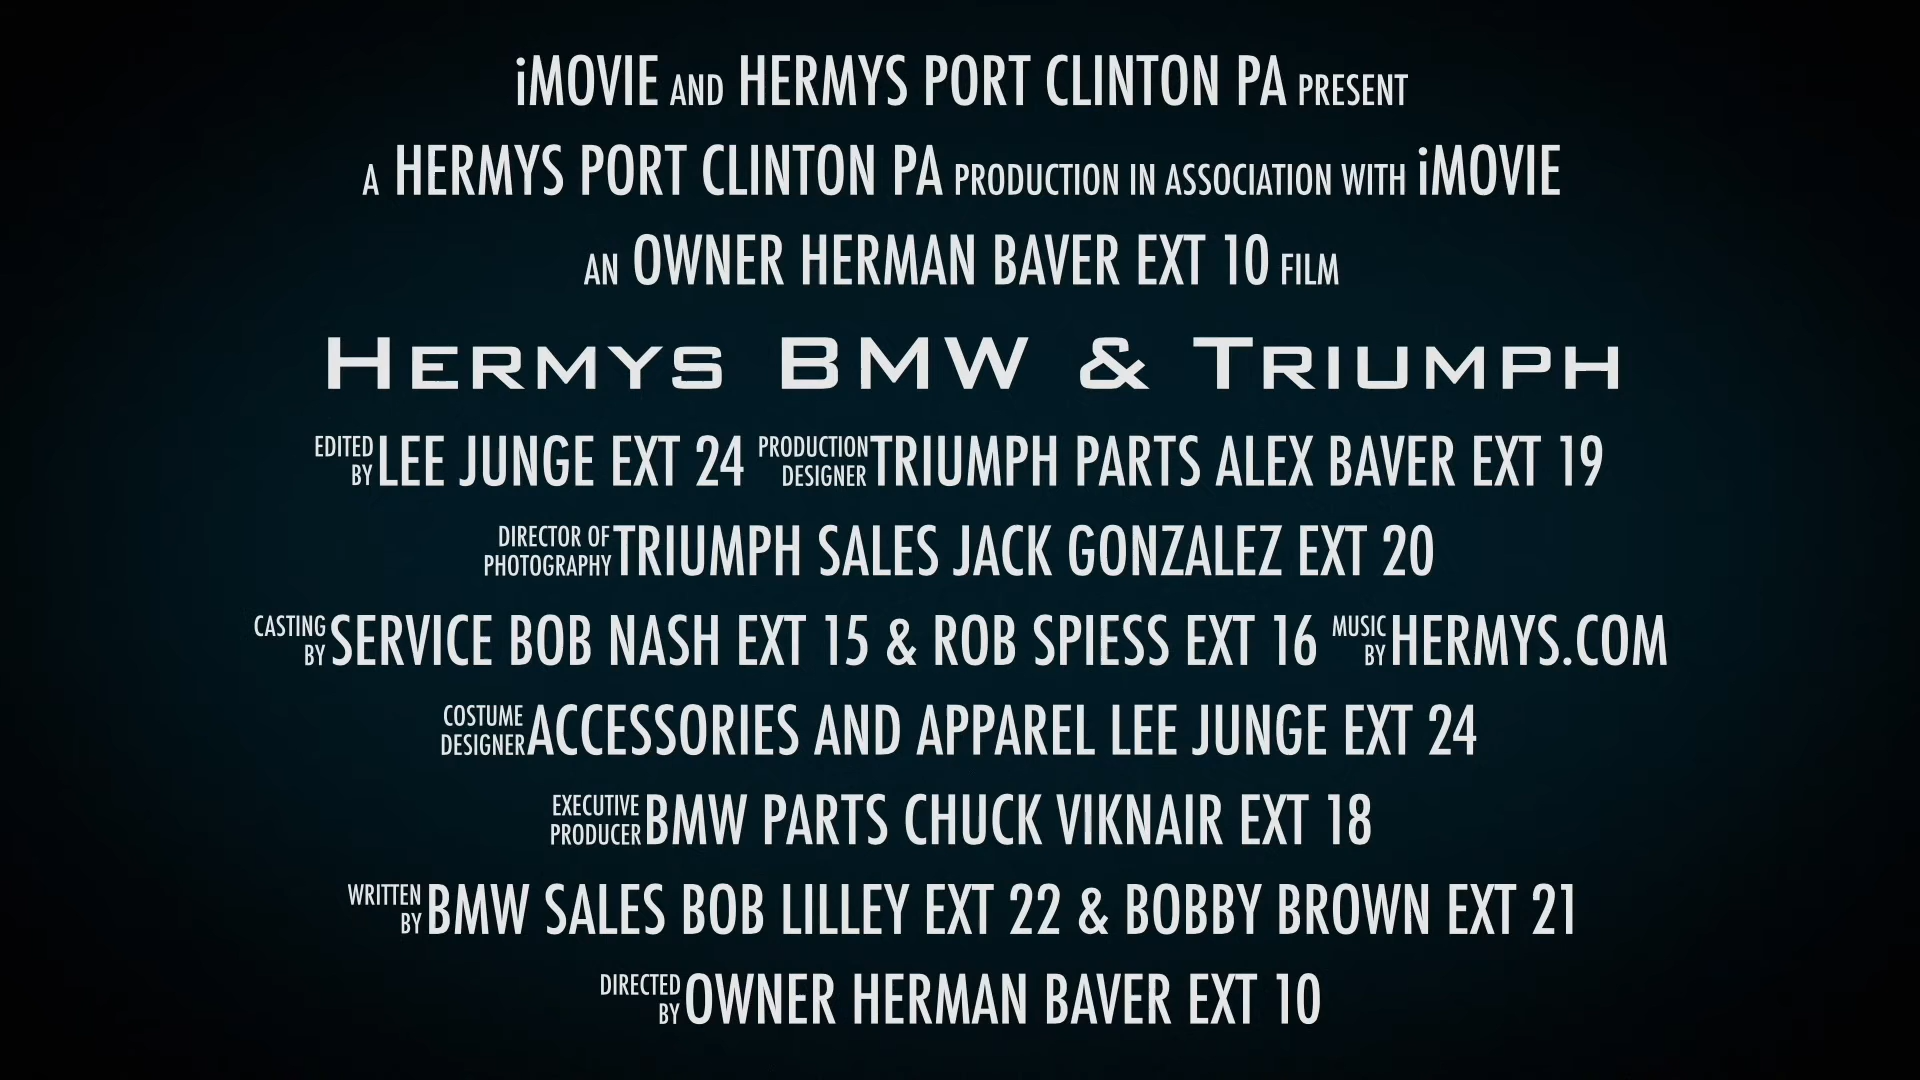 iMOVIE AND HERMYS PORT CLINTON PA PRESENT
A HERMYS PORT CLINTON PA PRODUCTION IN ASSOCIATION WITH iMOVIE
AN OWNER HERMAN BAVER EXT 10 FILM
HERMYS BMW & TRIUMPH
EDITED BY LEE JUNGE EXT 24 PRODUCTION DESIGNER TRIUMPH PARTS ALEX BAVER EXT 19
DIRECTOR OF PHOTOGRAPHY TRIUMPH SALES JACK GONZALEZ EXT 20
CASTING BY SERVICE BOB NASH EXT 15 & ROB SPIESS EXT 16 MUSIC BY HERMYS.COM
COSTUME DESIGNER ACCESSORIES AND APPAREL LEE JUNGE EXT 24
EXECUTIVE PRODUCER BMW PARTS CHUCK VIKNAIR EXT 18
WRITTEN BY BMW SALES BOB LILLEY EXT 22 & BOBBY BROWN EXT 21
DIRECTED BY OWNER HERMAN BAVER EXT 10